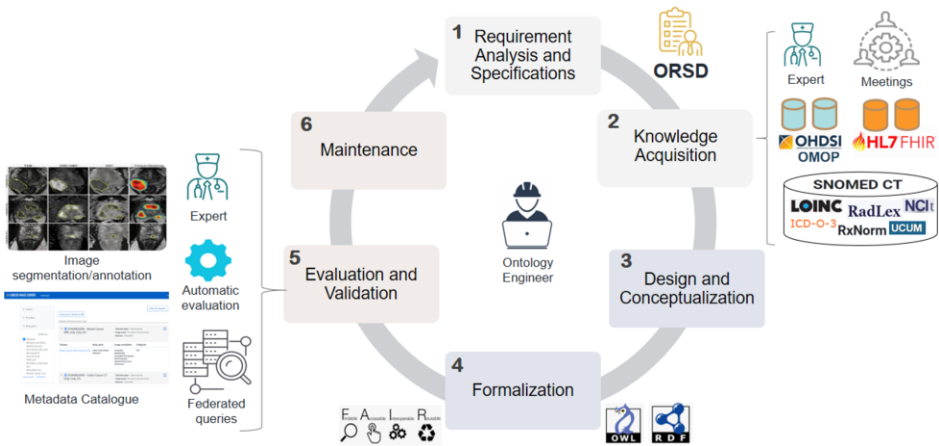 1
Requirement
Analysis and
Specifications
ORSD
2
Knowledge
Acquisition
Expert
Meetings
OHDSI
OMOP
HL7 FHIR
SNOMED CT
LOINC
RadLex
NCIt
ICD-O-3
RxNorm
UCUM
3
Design and
Conceptualization
4
Formalization
OWL
RDF
F A I R
Findable Accessible Interoperable Reusable
5
Evaluation and
Validation
Expert
Automatic
evaluation
Federated
queries
Image
segmentation/annotation
Metadata Catalogue
6
Maintenance
Ontology
Engineer